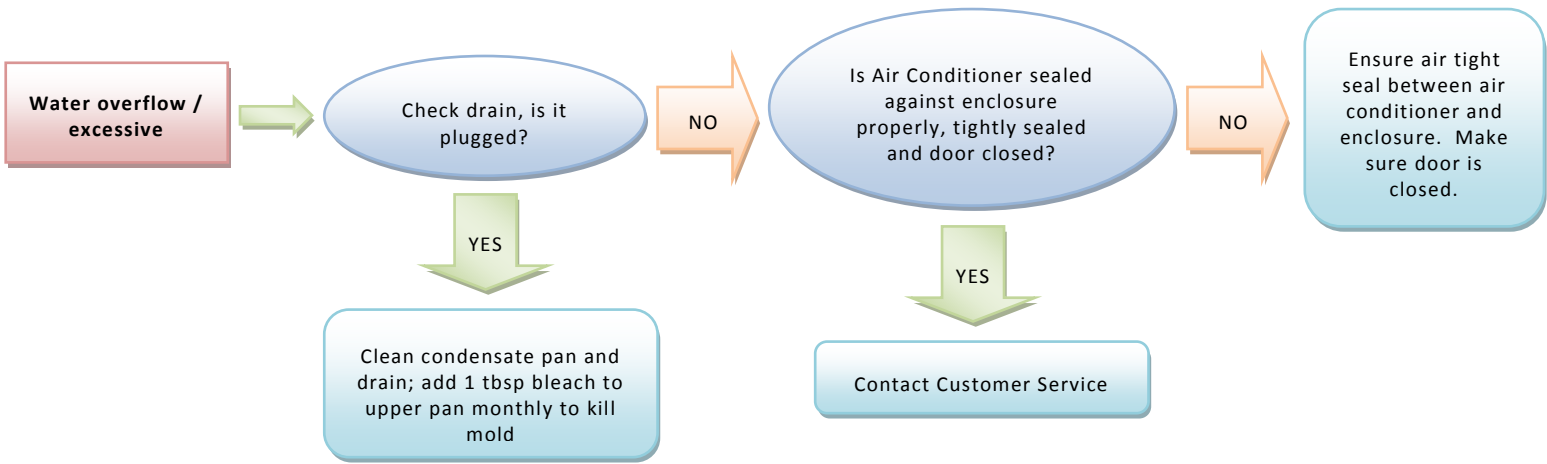 Water overflow /
excessive
Check drain, is it
plugged?
NO
Is Air Conditioner sealed
against enclosure
properly, tightly sealed
and door closed?
NO
Ensure air tight
seal between air
conditioner and
enclosure. Make
sure door is
closed.
YES
Clean condensate pan and
drain; add 1 tbsp bleach to
upper pan monthly to kill
mold
YES
Contact Customer Service